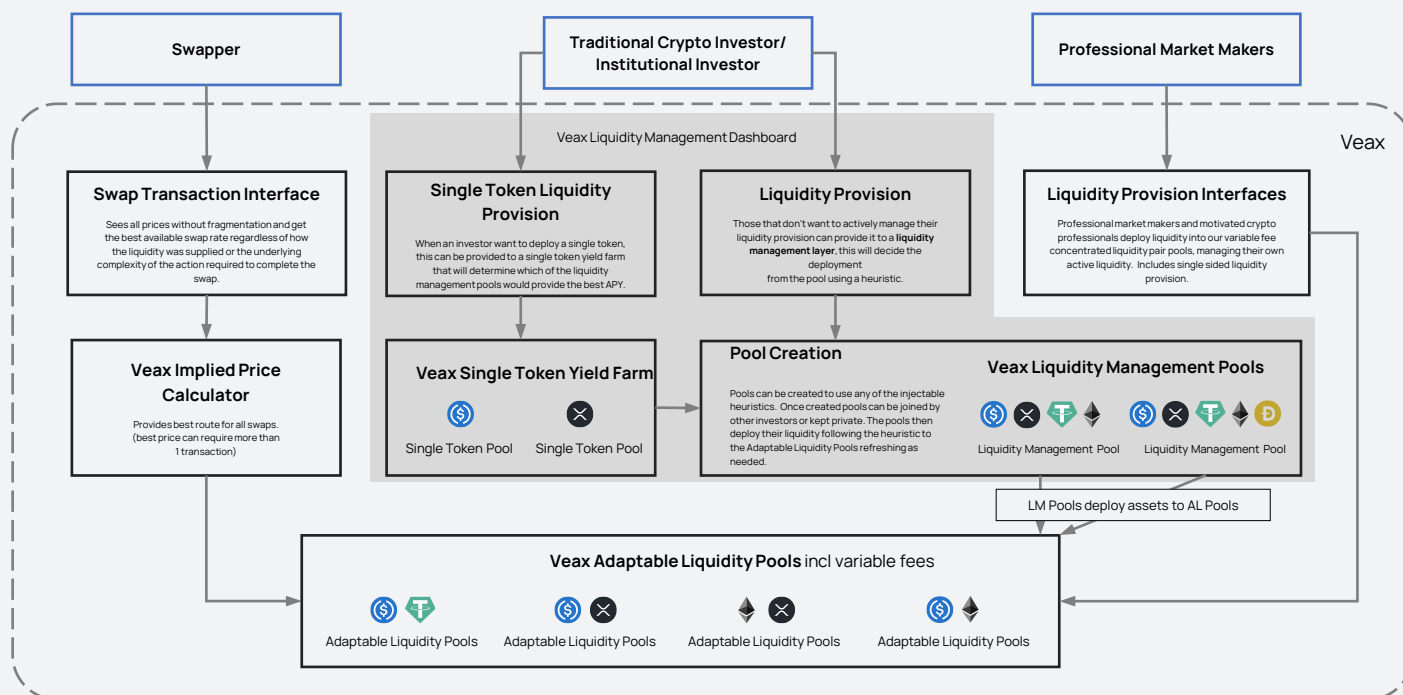 Swapper
Traditional Crypto Investor/
Institutional Investor
Professional Market Makers
Veax
Veax Liquidity Management Dashboard
Swap Transaction Interface
Sees all prices without fragmentation and get
the best available swap rate regardless of how
the liquidity was supplied or the underlying
complexity of the action required to complete the
swap.
Single Token Liquidity
Provision
When an investor want to deploy a single token,
this can be provided to a single token yield farm
that will determine which of the liquidity
management pools would provide the best APY.
Liquidity Provision
Those that don't want to actively manage their
liquidity provision can provide it to a liquidity
management layer, this will decide the
deployment
from the pool using a heuristic.
Liquidity Provision Interfaces
Professional market makers and motivated crypto
professionals deploy liquidity into our variable fee
concentrated liquidity pair pools, managing their own
active liquidity. Includes single sided liquidity
provision.
Veax Implied Price
Calculator
Provides best route for all swaps.
(best price can require more than
1 transaction)
Veax Single Token Yield Farm
Single Token Pool
Single Token Pool
Pool Creation
Pools can be created to use any of the injectable
heuristics. Once created pools can be joined by
other investors or kept private. The pools then
deploy their liquidity following the heuristic to
the Adaptable Liquidity Pools refreshing as
needed.
Veax Liquidity Management Pools
Liquidity Management Pool
Liquidity Management Pool
LM Pools deploy assets to AL Pools
Veax Adaptable Liquidity Pools incl variable fees
Adaptable Liquidity Pools
Adaptable Liquidity Pools
Adaptable Liquidity Pools
Adaptable Liquidity Pools